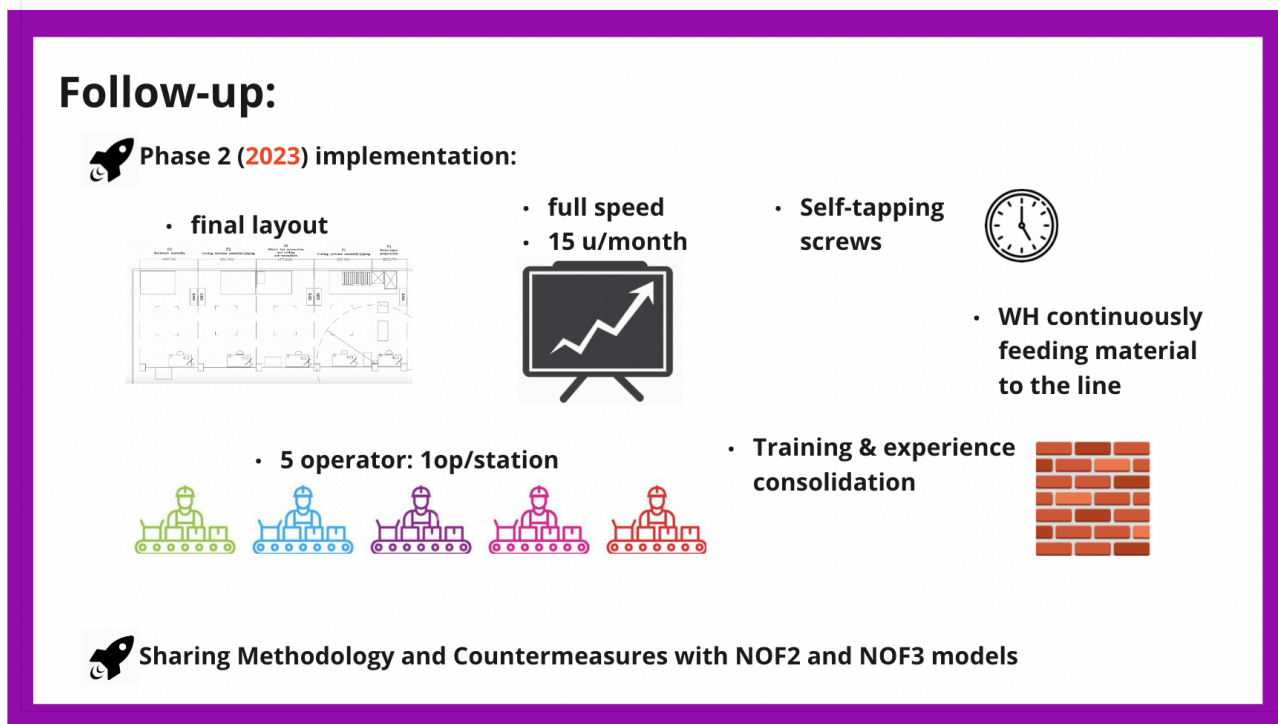 Follow-up:
Phase 2 (2023) implementation:
• final layout
• full speed
• 15 u/month
• Self-tapping
screws
• WH continuously
feeding material
to the line
• 5 operator: 1op/station
• Training & experience
consolidation
Sharing Methodology and Countermeasures with NOF2 and NOF3 models